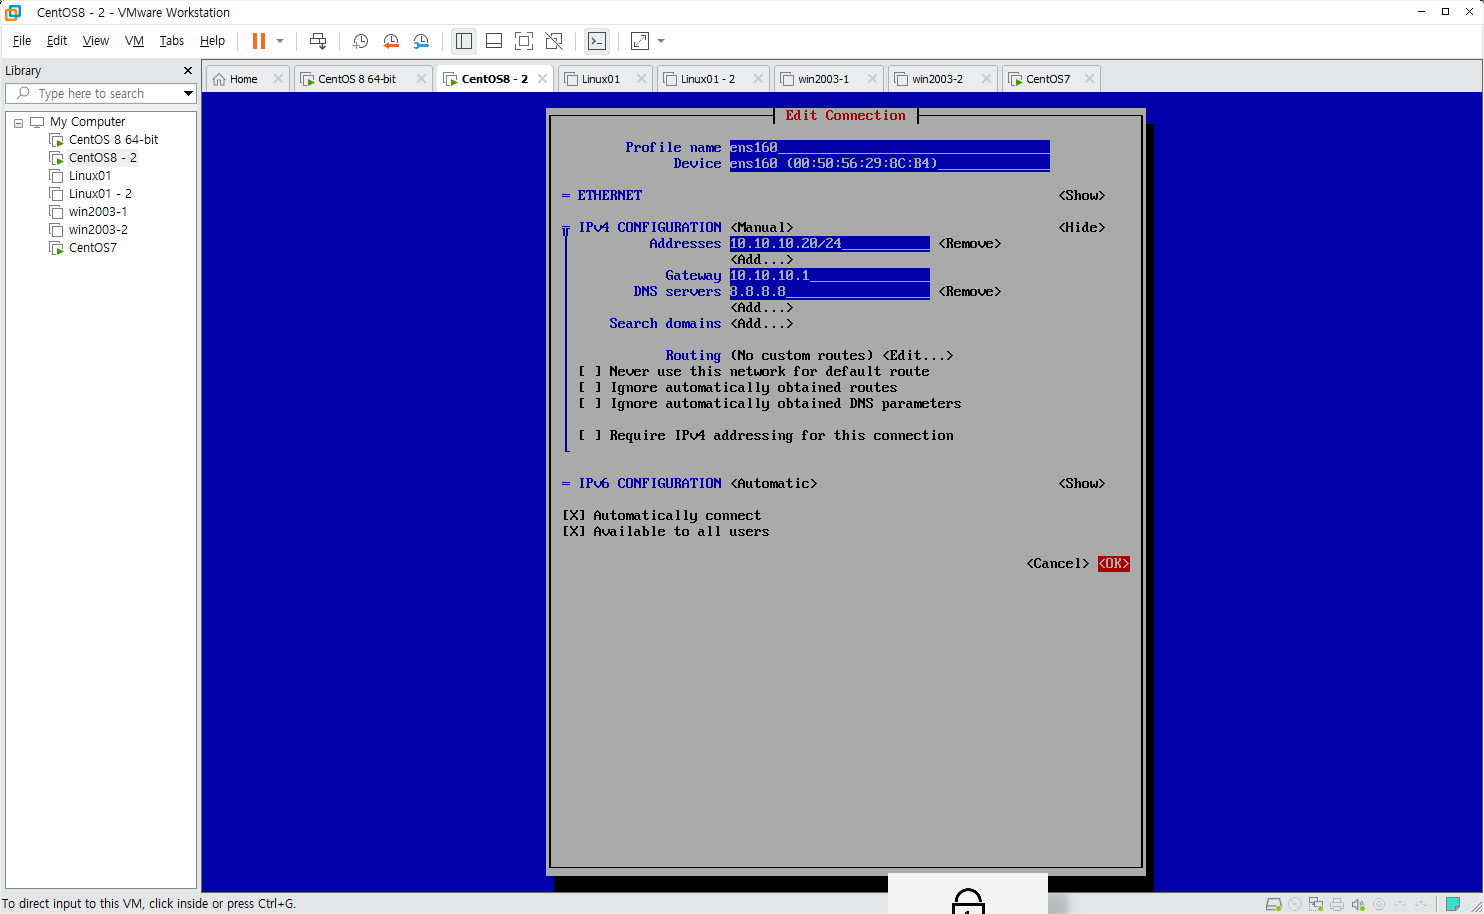 CentOS8 - 2 - VMware Workstation
File Edit View VM Tabs Help
Library
Type here to search
My Computer
CentOS 8 64-bit
CentOS8 - 2
Linux01
Linux01 - 2
win2003-1
win2003-2
CentOS7
Home CentOS 8 64-bit CentOS8 - 2 Linux01 Linux01 - 2 win2003-1 win2003-2 CentOS7
Edit Connection
Profile name ens160
Device ens160 (00:50:56:29:8C:B4)
= ETHERNET <Show>
IPv4 CONFIGURATION <Manual> <Hide>
Addresses 10.10.10.20/24 <Remove>
<Add...>
Gateway 10.10.10.1
DNS servers 8.8.8.8 <Remove>
<Add...>
Search domains <Add...>
Routing (No custom routes) <Edit...>
[ ] Never use this network for default route
[ ] Ignore automatically obtained routes
[ ] Ignore automatically obtained DNS parameters
[ ] Require IPv4 addressing for this connection
= IPv6 CONFIGURATION <Automatic> <Show>
[X] Automatically connect
[X] Available to all users
<Cancel> <OK>
To direct input to this VM, click inside or press Ctrl+G.